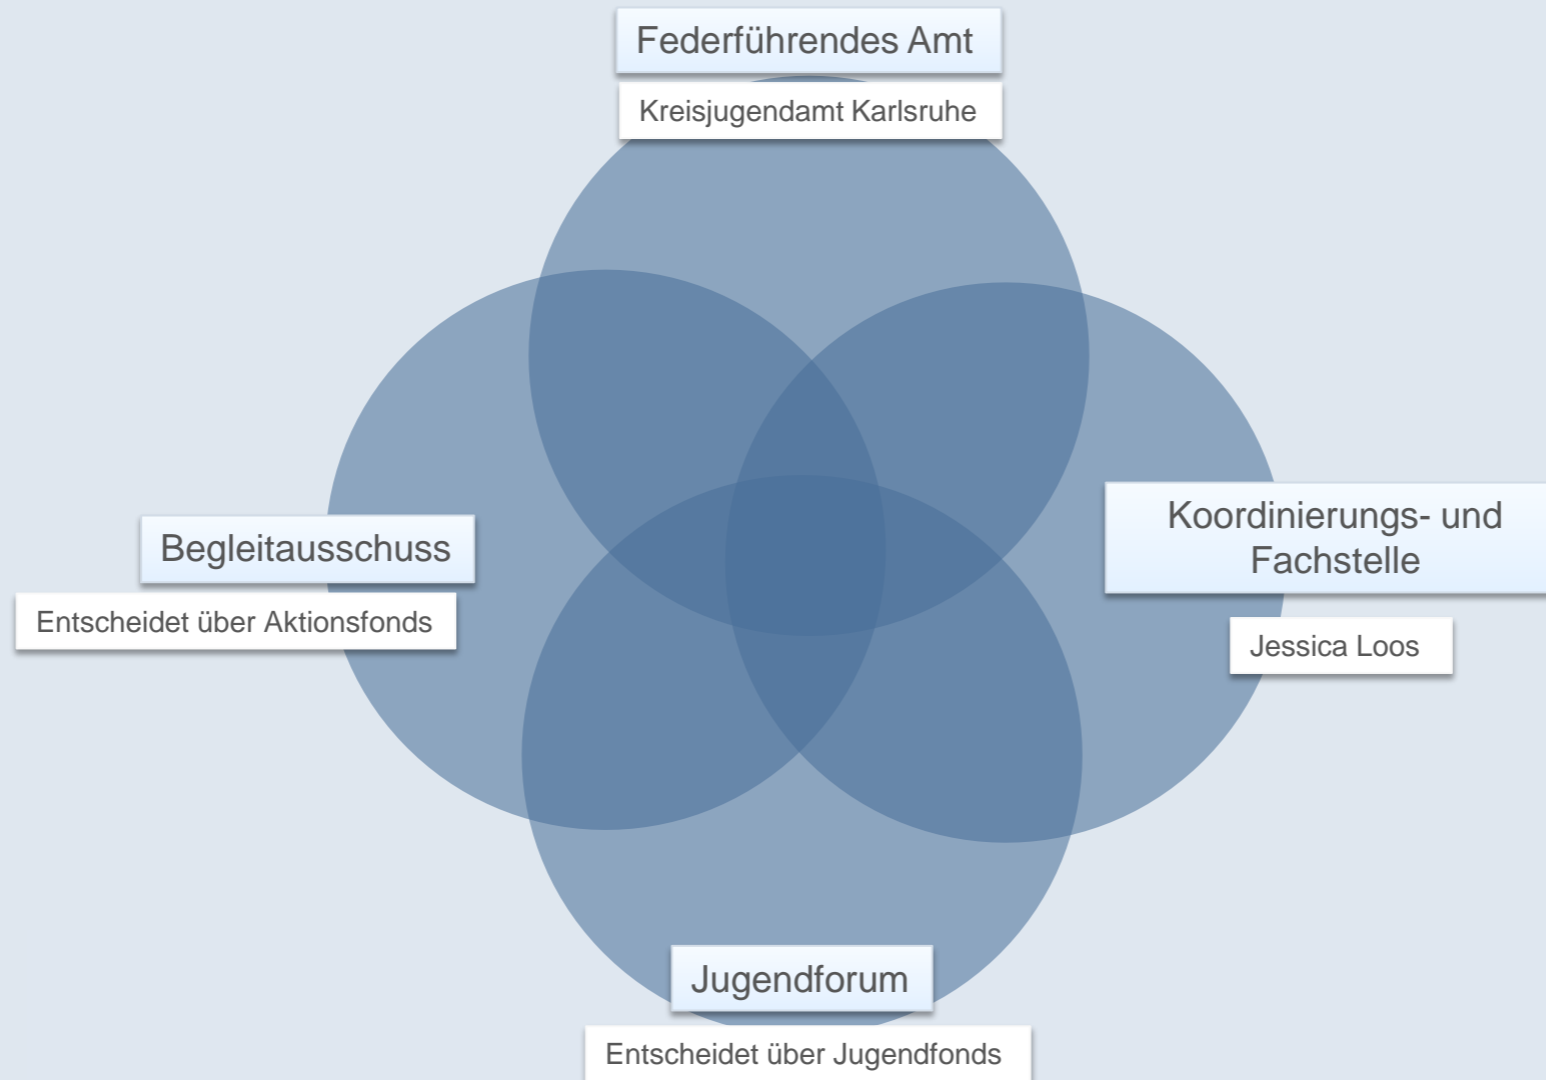 Federführendes Amt
Kreisjugendamt Karlsruhe
Begleitausschuss
Entscheidet über Aktionsfonds
Koordinierungs- und
Fachstelle
Jessica Loos
Jugendforum
Entscheidet über Jugendfonds